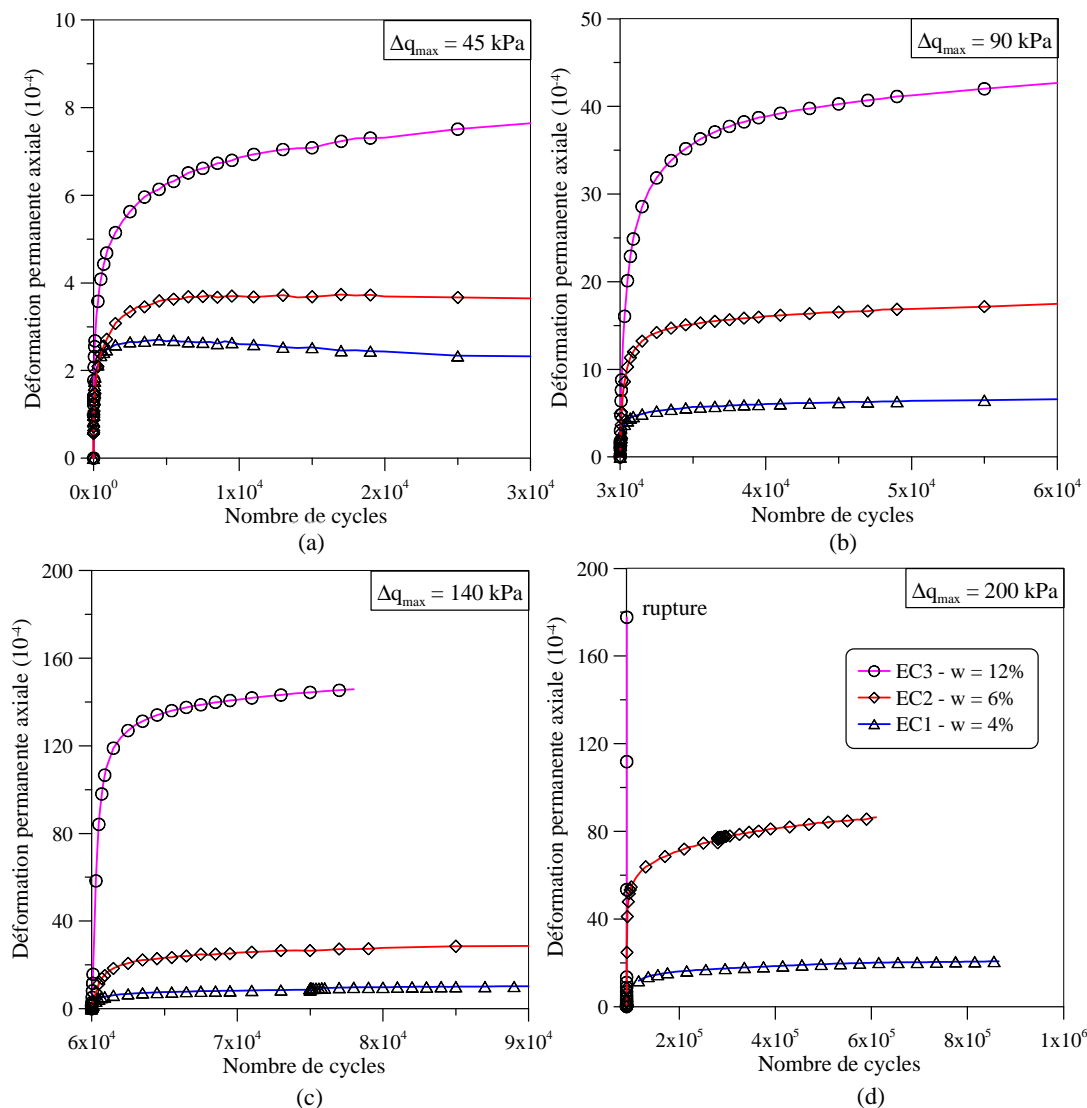 10
8
6
4
2
0
Déformation permanente axiale (10⁻⁴)
Δq_max = 45 kPa
0x10⁰
1x10⁴
2x10⁴
3x10⁴
Nombre de cycles
(a)
50
40
30
20
10
0
Déformation permanente axiale (10⁻⁴)
Δq_max = 90 kPa
3x10⁴
4x10⁴
5x10⁴
6x10⁴
Nombre de cycles
(b)
200
160
120
80
40
0
Déformation permanente axiale (10⁻⁴)
Δq_max = 140 kPa
6x10⁴
7x10⁴
8x10⁴
9x10⁴
Nombre de cycles
(c)
200
160
120
80
40
0
Déformation permanente axiale (10⁻⁴)
Δq_max = 200 kPa
rupture
EC3 - w = 12%
EC2 - w = 6%
EC1 - w = 4%
2x10⁵
4x10⁵
6x10⁵
8x10⁵
1x10⁶
Nombre de cycles
(d)